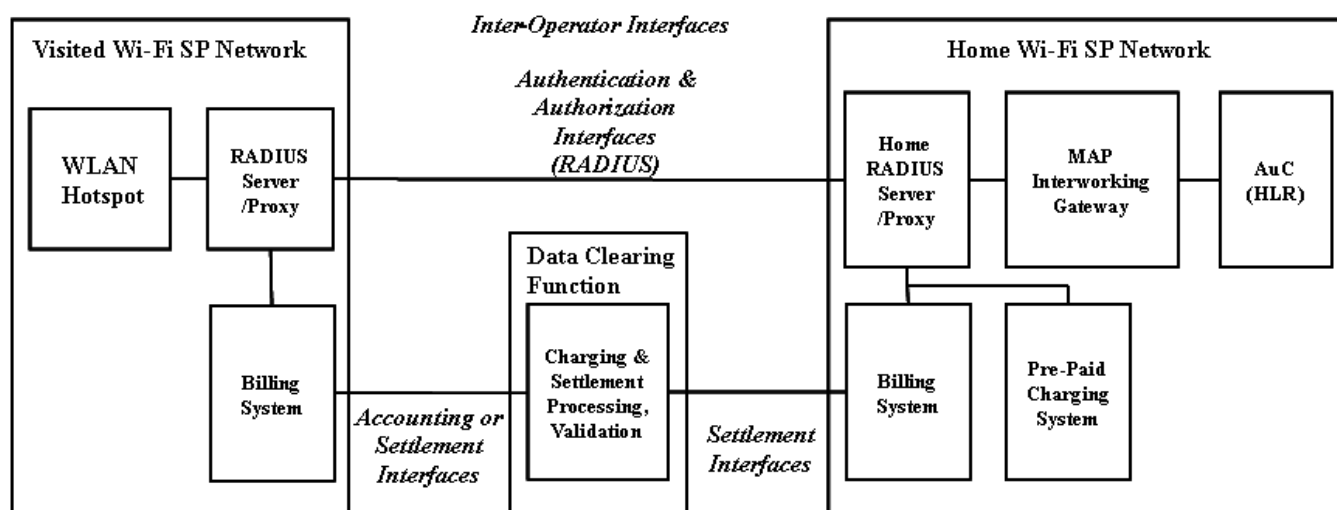 Inter-Operator Interfaces
Visited Wi-Fi SP Network
Home Wi-Fi SP Network
Authentication &
Authorization
Interfaces
(RADIUS)
WLAN
Hotspot
RADIUS
Server
/Proxy
Home
RADIUS
Server
/Proxy
MAP
Interworking
Gateway
AuC
(HLR)
Data Clearing
Function
Billing
System
Charging &
Settlement
Processing,
Validation
Billing
System
Pre-Paid
Charging
System
Accounting or
Settlement
Interfaces
Settlement
Interfaces